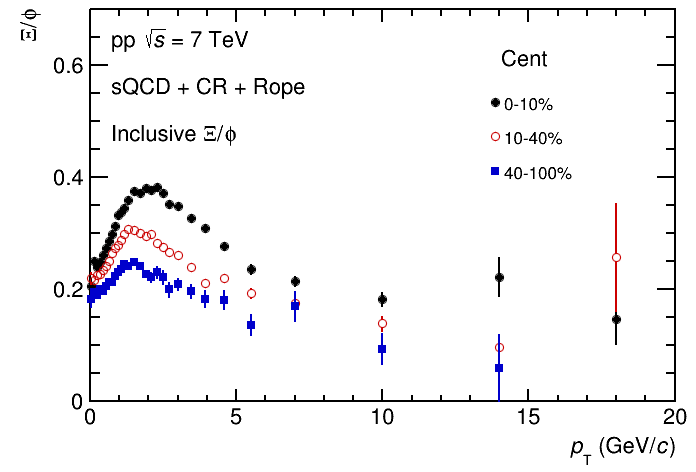 Ξ/ϕ
pp √s = 7 TeV
sQCD + CR + Rope
Inclusive Ξ/ϕ
Cent
0-10%
10-40%
40-100%
0.6
0.4
0.2
0
0 5 10 15 20
p_T (GeV/c)